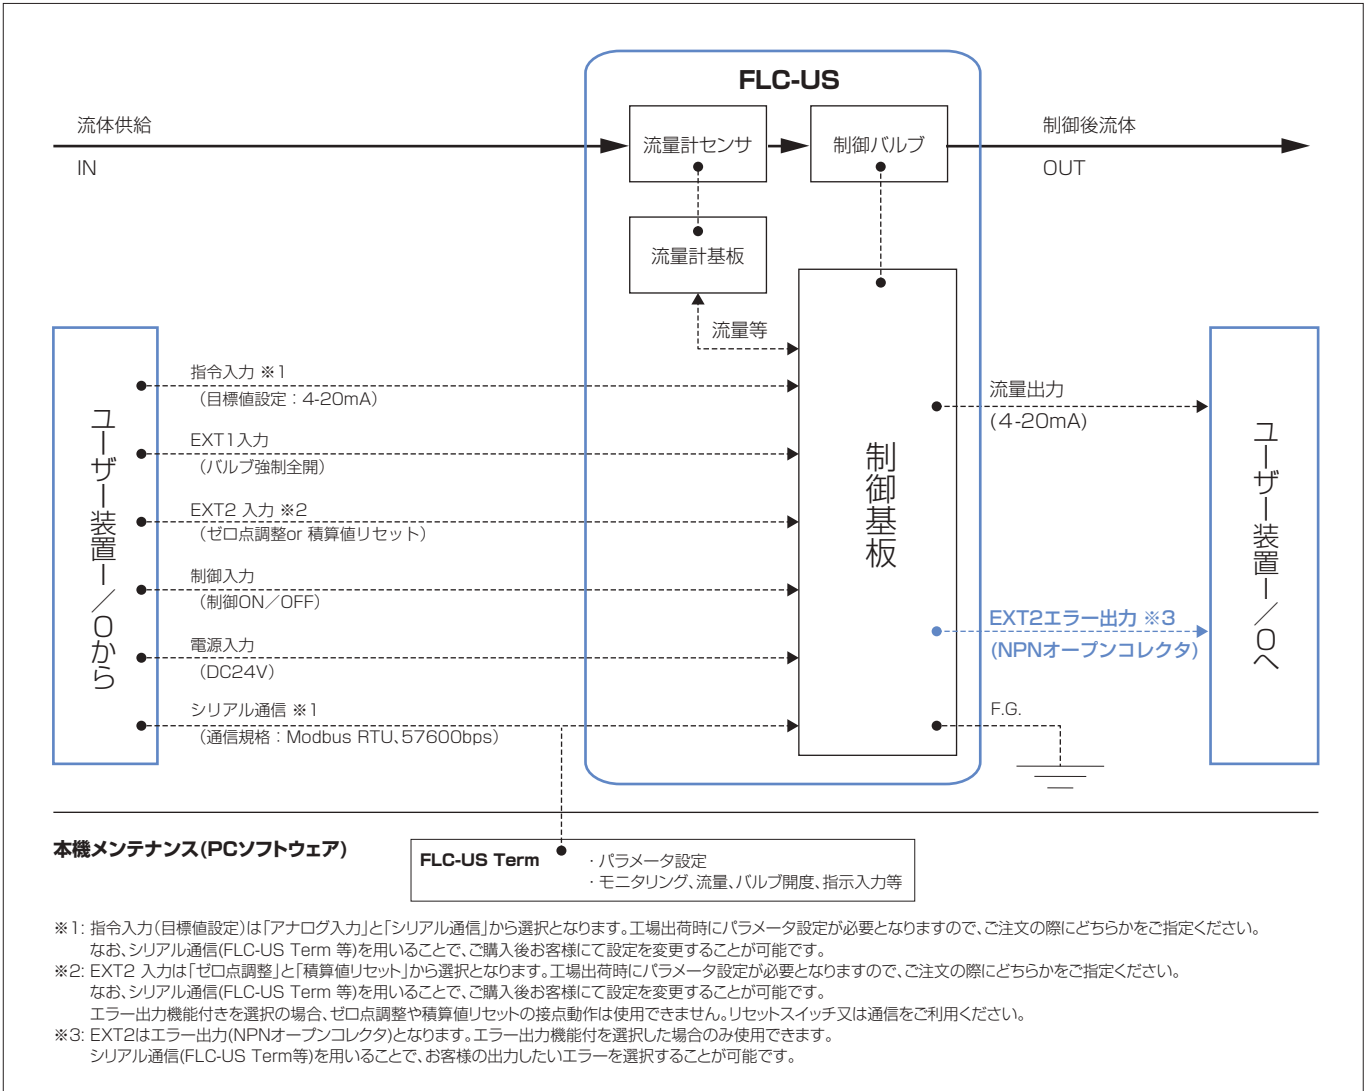 FLC-US
流体供給
IN
流量計センサ
制御バルブ
制御後流体
OUT
流量計基板
流量等
ユーザー装置I/Oから
指令入力 ※1
(目標値設定:4-20mA)
EXT1入力
(バルブ強制全開)
EXT2 入力 ※2
(ゼロ点調整or 積算値リセット)
制御入力
(制御ON/OFF)
電源入力
(DC24V)
シリアル通信 ※1
(通信規格:Modbus RTU、57600bps)
制御基板
流量出力
(4-20mA)
EXT2エラー出力 ※3
(NPNオープンコレクタ)
F.G.
ユーザー装置I/Oへ
本機メンテナンス(PCソフトウェア)
FLC-US Term
・パラメータ設定
・モニタリング、流量、バルブ開度、指示入力等
※1: 指令入力(目標値設定)は「アナログ入力」と「シリアル通信」から選択となります。工場出荷時にパラメータ設定が必要となりますので、ご注文の際にどちらかをご指定ください。
なお、シリアル通信(FLC-US Term 等)を用いることで、ご購入後お客様にて設定を変更することが可能です。
※2: EXT2 入力は「ゼロ点調整」と「積算値リセット」から選択となります。工場出荷時にパラメータ設定が必要となりますので、ご注文の際にどちらかをご指定ください。
なお、シリアル通信(FLC-US Term 等)を用いることで、ご購入後お客様にて設定を変更することが可能です。
エラー出力機能付きを選択の場合、ゼロ点調整や積算値リセットの接点動作は使用できません。リセットスイッチ又は通信をご利用ください。
※3: EXT2はエラー出力(NPNオープンコレクタ)となります。エラー出力機能付を選択した場合のみ使用できます。
シリアル通信(FLC-US Term等)を用いることで、お客様の出力したいエラーを選択することが可能です。